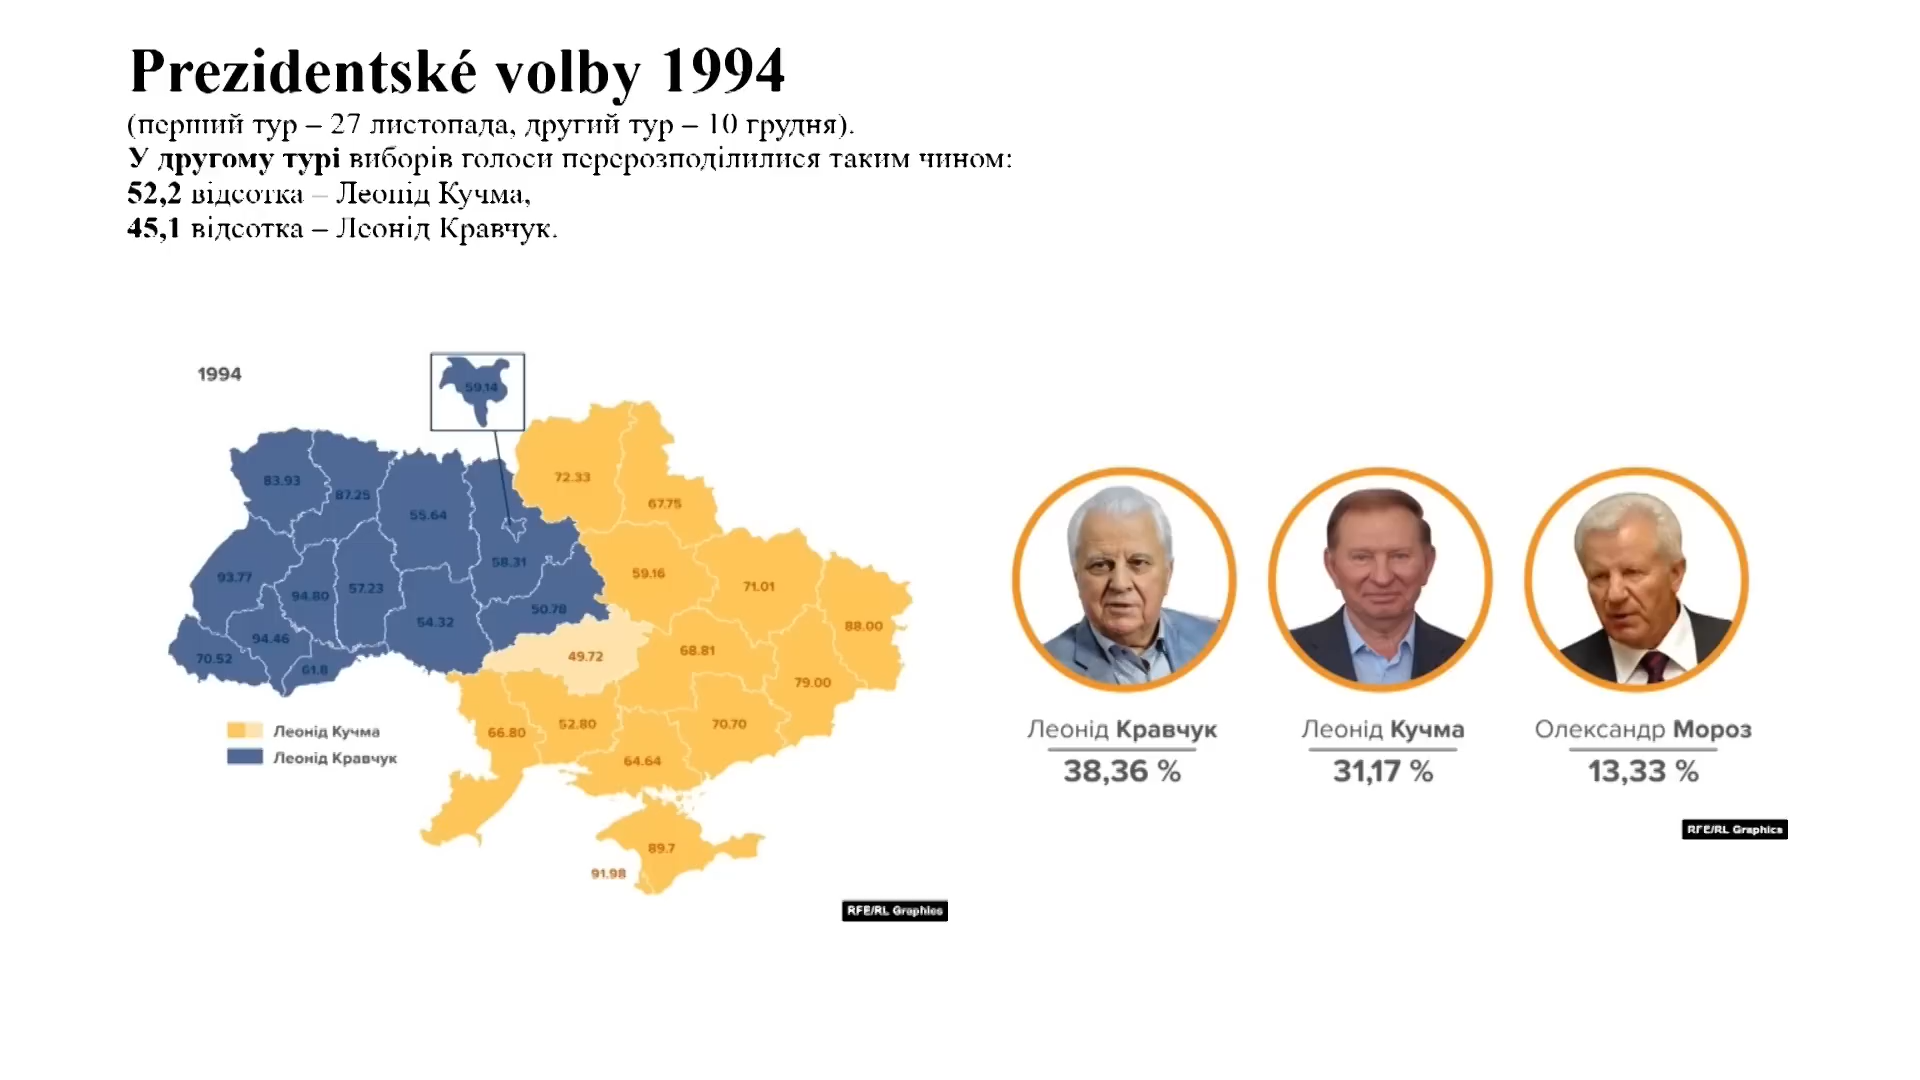 Prezidentské volby 1994
(перший тур – 27 листопада, другий тур – 10 грудня).
У другому турі виборів голоси перерозподілилися таким чином:
52,2 відсотка – Леонід Кучма,
45,1 відсотка – Леонід Кравчук.
1994
59.14
83.93
87.25
55.64
72.33
67.75
93.77
94.80
57.23
58.31
50.78
59.16
71.01
88.00
70.52
94.46
61.8
54.32
49.72
68.81
79.00
66.80
52.80
70.70
64.64
89.7
91.98
Леонід Кучма
Леонід Кравчук
RFE/RL Graphics
Леонід Кравчук
38,36 %
Леонід Кучма
31,17 %
Олександр Мороз
13,33 %
RFE/RL Graphics